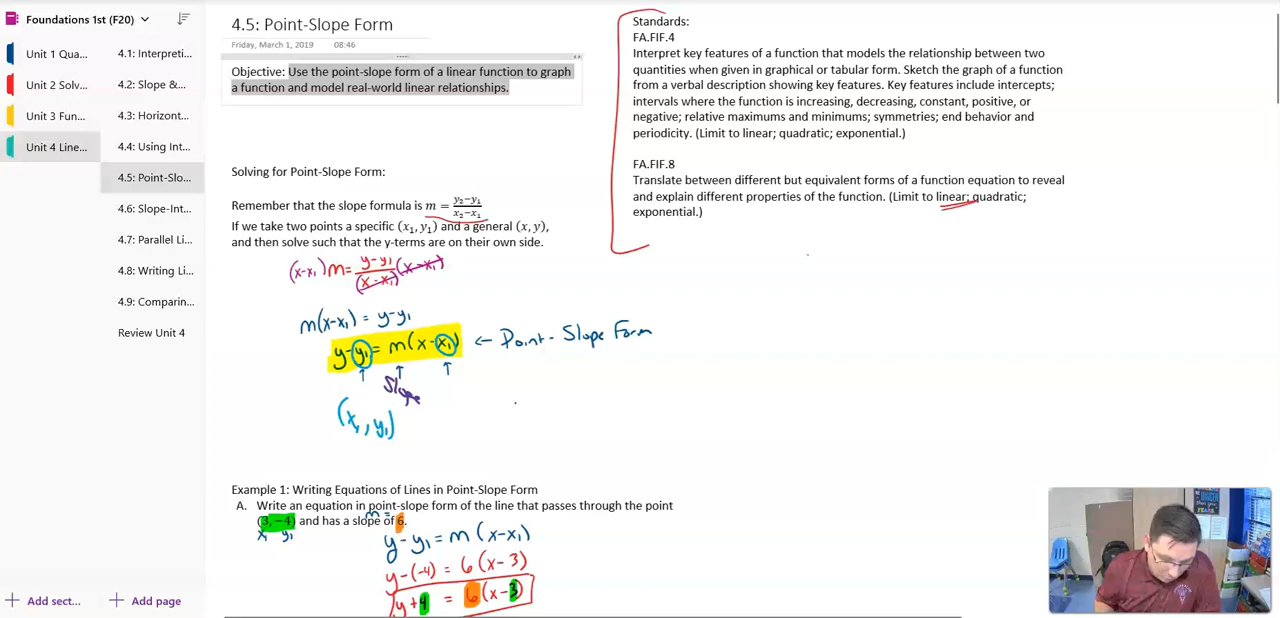 Foundations 1st (F20)
Unit 1 Qua...
Unit 2 Solv...
Unit 3 Fun...
Unit 4 Line...
+ Add sect...
4.1: Interpreti...
4.2: Slope &...
4.3: Horizont...
4.4: Using Int...
4.5: Point-Slo...
4.6: Slope-Int...
4.7: Parallel Li...
4.8: Writing Li...
4.9: Comparin...
Review Unit 4
+ Add page
4.5: Point-Slope Form
Friday, March 1, 2019 08:46
Objective: Use the point-slope form of a linear function to graph
a function and model real-world linear relationships.
Solving for Point-Slope Form:
Remember that the slope formula is m = (y₂−y₁)/(x₂−x₁)
If we take two points a specific (x₁, y₁) and a general (x, y),
and then solve such that the y-terms are on their own side.
(x-x₁) m = (y-y₁)/(x-x₁) (x-x₁)
m(x-x₁) = y-y₁
y-y₁ = m(x-x₁) ← Point-Slope Form
↑ ↑ ↑
Slope
(x₁, y₁)
Example 1: Writing Equations of Lines in Point-Slope Form
A. Write an equation in point-slope form of the line that passes through the point
(3, −4) and has a slope of 6.
m =
x₁ y₁
y - y₁ = m (x-x₁)
y-(-4) = 6 (x-3)
y+4 = 6(x-3)
Standards:
FA.FIF.4
Interpret key features of a function that models the relationship between two
quantities when given in graphical or tabular form. Sketch the graph of a function
from a verbal description showing key features. Key features include intercepts;
intervals where the function is increasing, decreasing, constant, positive, or
negative; relative maximums and minimums; symmetries; end behavior and
periodicity. (Limit to linear; quadratic; exponential.)
FA.FIF.8
Translate between different but equivalent forms of a function equation to reveal
and explain different properties of the function. (Limit to linear; quadratic;
exponential.)